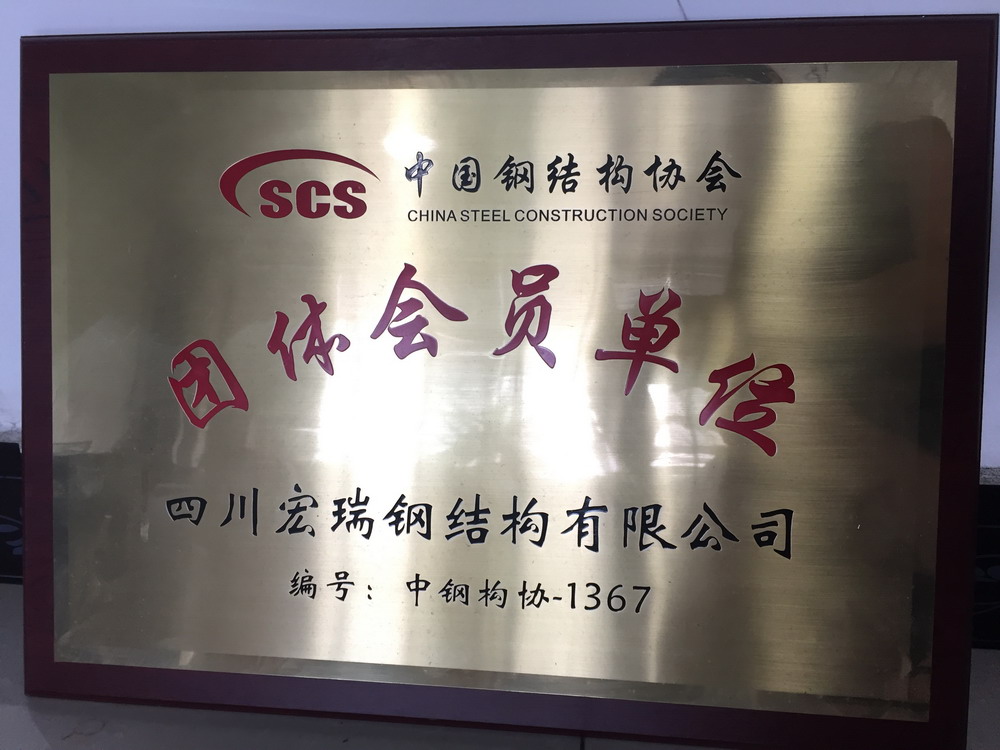 SCS
中国钢结构协会
CHINA STEEL CONSTRUCTION SOCIETY
团体会员单位
四川宏瑞钢结构有限公司
编号：中钢构协-1367